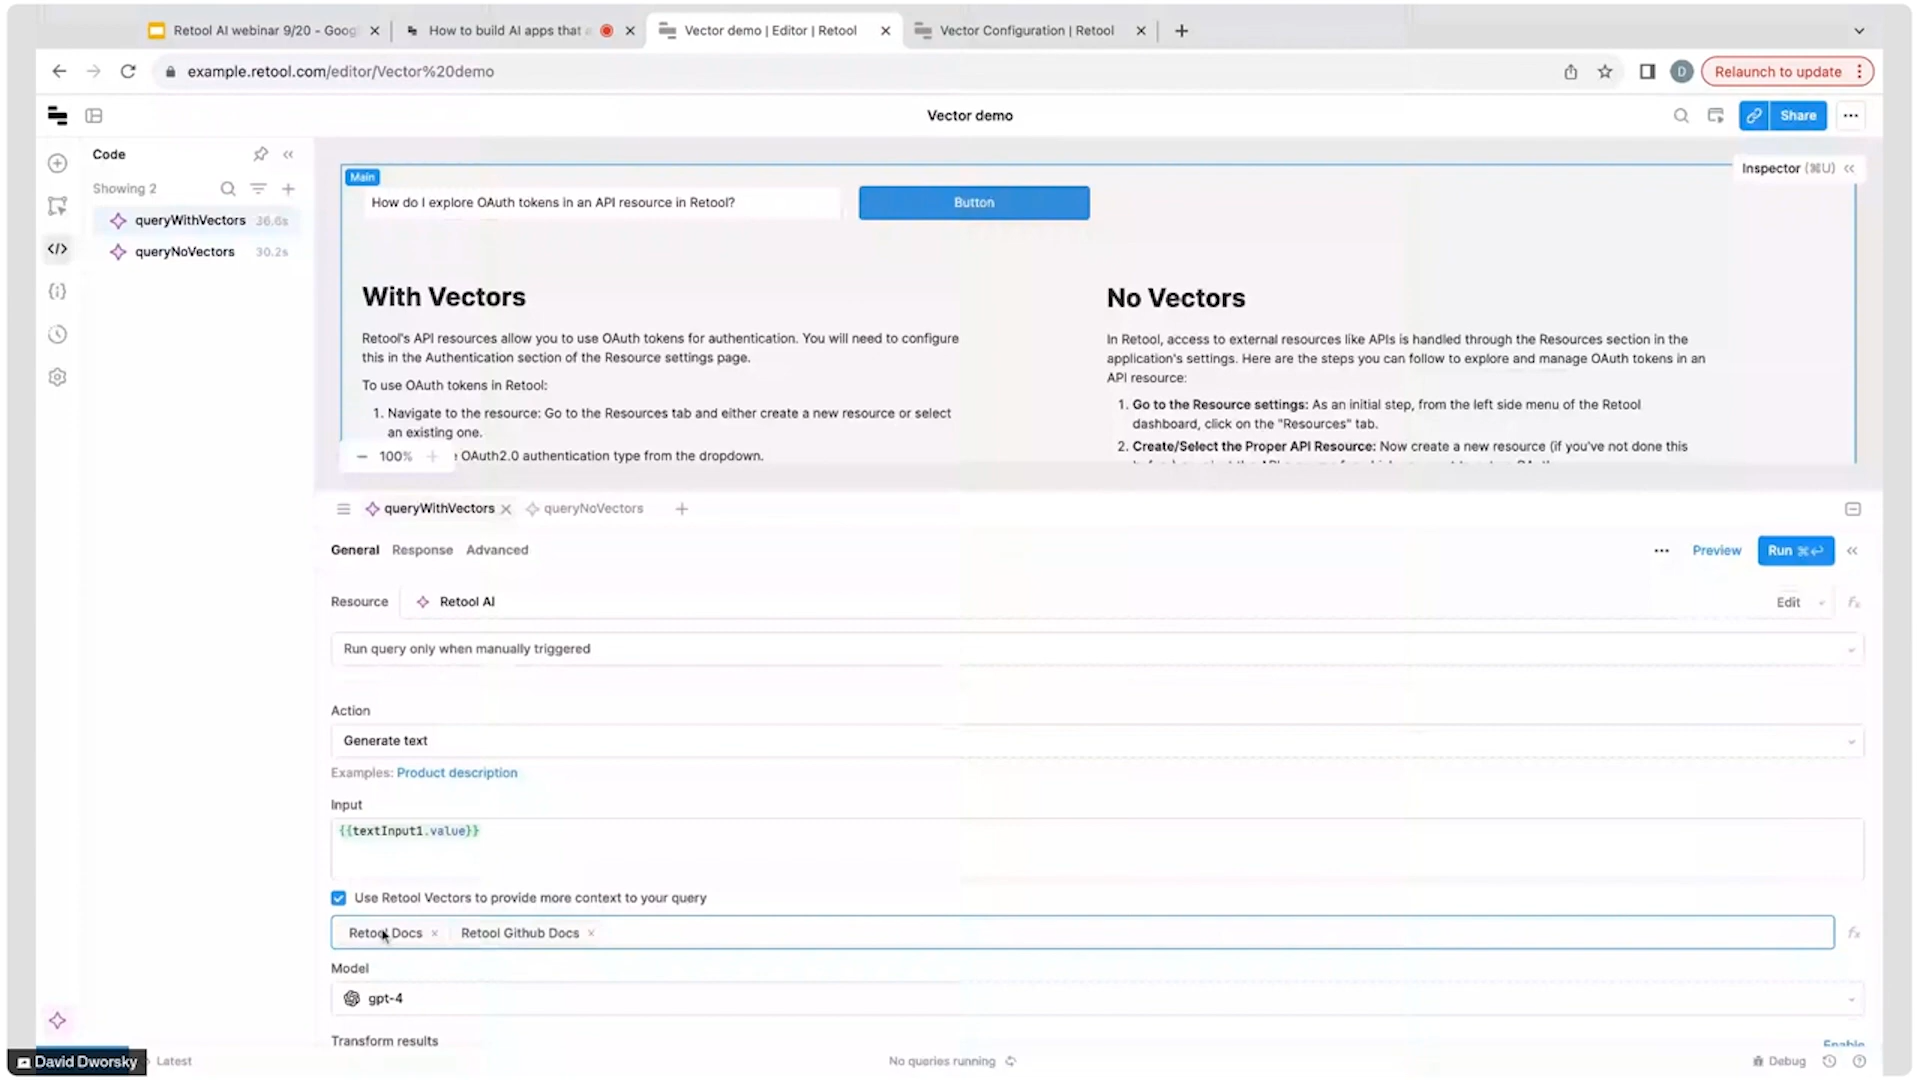 Retool AI webinar 9/20 - Goog
How to build AI apps that a
Vector demo | Editor | Retool
Vector Configuration | Retool
example.retool.com/editor/Vector%20demo
D
Relaunch to update
Vector demo
Share
Code
Showing 2
queryWithVectors 36.6s
queryNoVectors 30.2s
Main
Inspector (⌘U)
How do I explore OAuth tokens in an API resource in Retool?
Button
With Vectors
Retool's API resources allow you to use OAuth tokens for authentication. You will need to configure
this in the Authentication section of the Resource settings page.
To use OAuth tokens in Retool:
1. Navigate to the resource: Go to the Resources tab and either create a new resource or select
an existing one.
OAuth2.0 authentication type from the dropdown.
100%
No Vectors
In Retool, access to external resources like APIs is handled through the Resources section in the
application's settings. Here are the steps you can follow to explore and manage OAuth tokens in an
API resource:
1. Go to the Resource settings: As an initial step, from the left side menu of the Retool
dashboard, click on the "Resources" tab.
2. Create/Select the Proper API Resource: Now create a new resource (if you've not done this
queryWithVectors
queryNoVectors
General Response Advanced
Preview
Run ⌘↵
Resource
Retool AI
Edit
fx
Run query only when manually triggered
Action
Generate text
Examples: Product description
Input
{{textInput1.value}}
Use Retool Vectors to provide more context to your query
Retool Docs × Retool Github Docs ×
fx
Model
gpt-4
Transform results
Enable
David Dworsky
Latest
No queries running
Debug